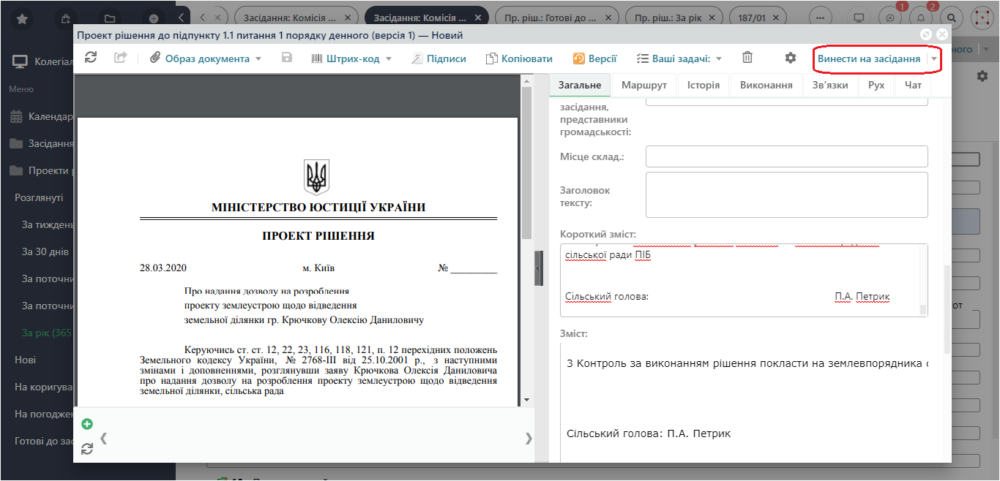 Засідання: Комісія ...
Засідання: Комісія ...
Пр. ріш.: Готові до ...
Пр. ріш.: За рік
187/01
1
2
Проект рішення до підпункту 1.1 питання 1 порядку денного (версія 1) — Новий
Образ документа
Штрих-код
Підписи
Копіювати
Версії
Ваші задачі:
Винести на засідання
ного
Колегіал
Меню
Календар
Засідання
Проекти р
Розглянуті
За тиждень
За 30 днів
За поточни
За поточни
За рік (365
Нові
На коригува
На погоджен
Готові до зас
МІНІСТЕРСТВО ЮСТИЦІЇ УКРАЇНИ
ПРОЕКТ РІШЕННЯ
28.03.2020 м. Київ № _________
Про надання дозволу на розроблення
проекту землеустрою щодо відведення
земельної ділянки гр. Крючкову Олексію Даниловичу
Керуючись ст. ст. 12, 22, 23, 116, 118, 121, п. 12 перехідних положень
Земельного кодексу України, № 2768-III від 25.10.2001 р., з наступними
змінами і доповненнями, розглянувши заяву Крючкова Олексія Даниловича
про надання дозволу на розроблення проекту землеустрою щодо відведення
земельної ділянки, сільська рада
Загальне
Маршрут
Історія
Виконання
Зв'язки
Рух
Чат
засідання,
представники
громадськості:
Місце склад.:
Заголовок
тексту:
Короткий зміст:
сільської ради ПІБ
Сільський голова: П.А. Петрик
Зміст:
3 Контроль за виконанням рішення покласти на землевпорядника с
Сільський голова: П.А. Петрик
от